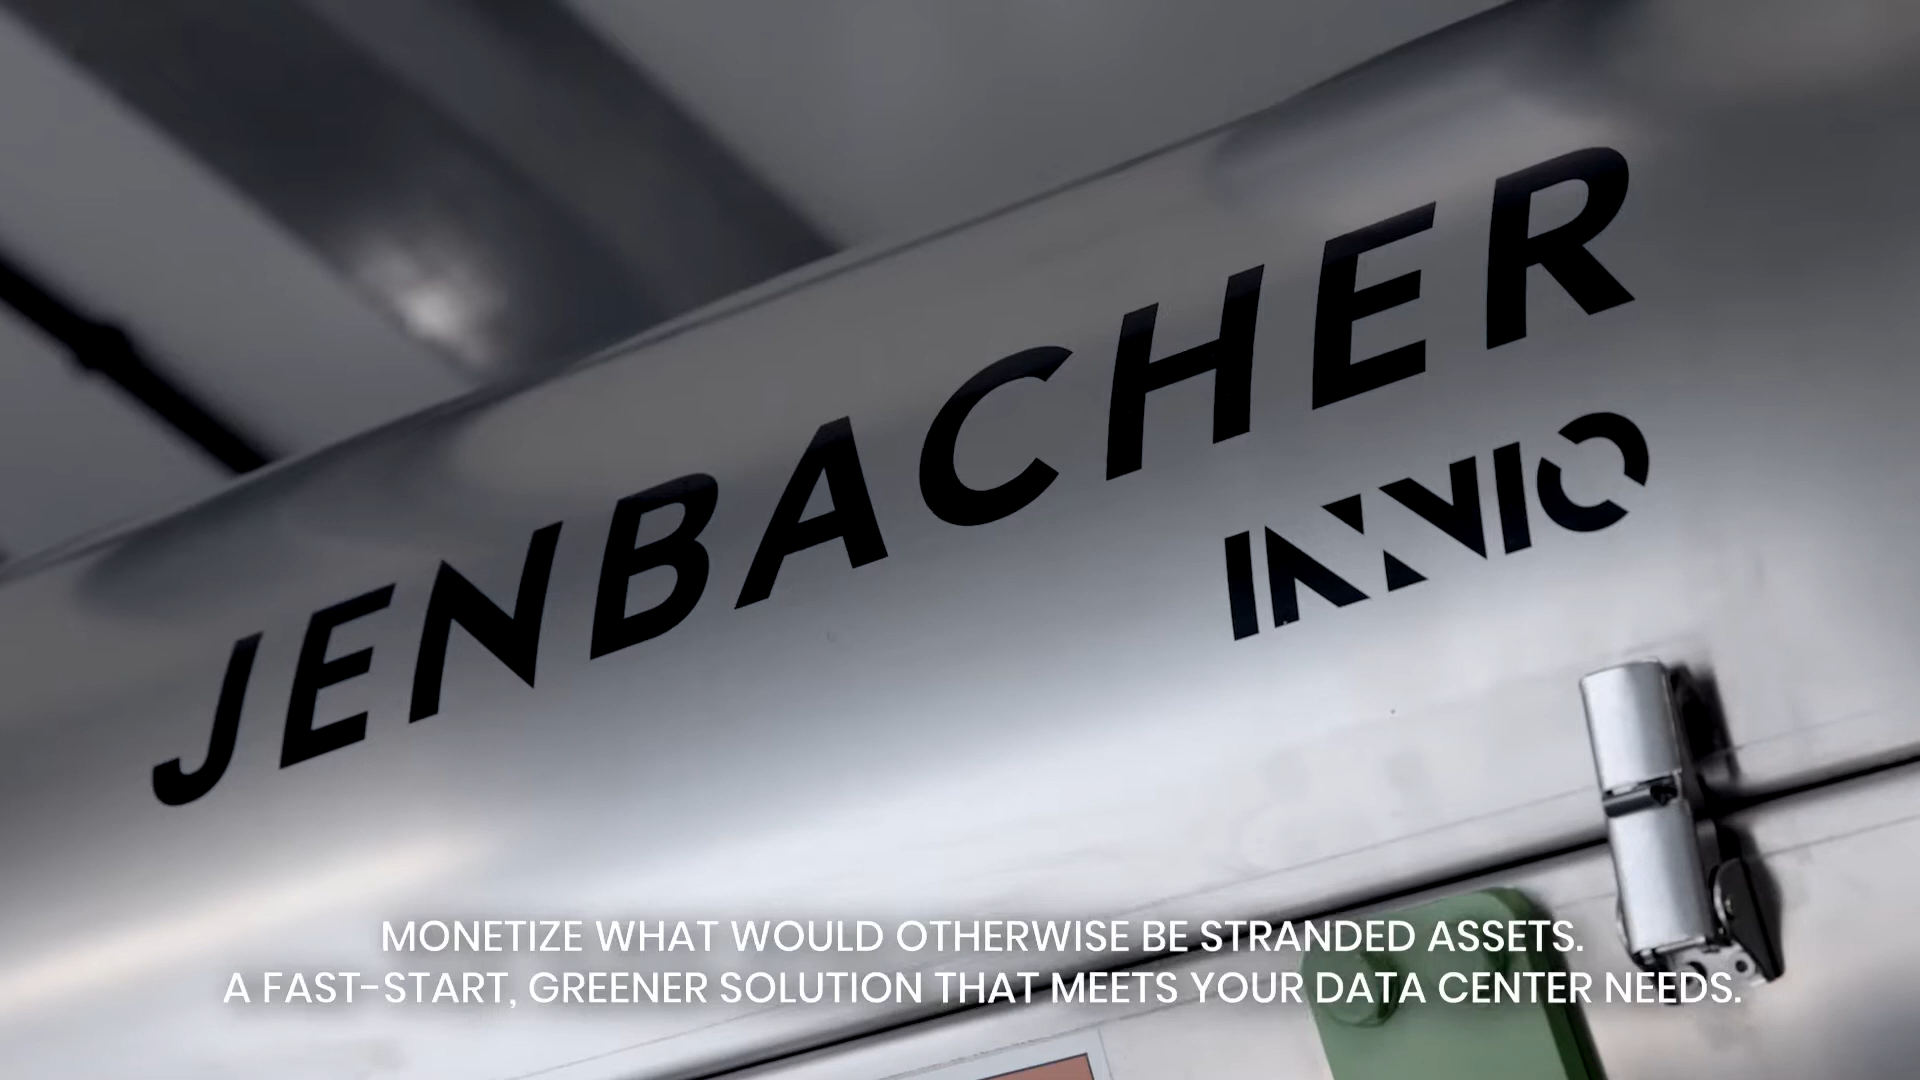 JENBACHER
INNIO
MONETIZE WHAT WOULD OTHERWISE BE STRANDED ASSETS.
A FAST-START, GREENER SOLUTION THAT MEETS YOUR DATA CENTER NEEDS.